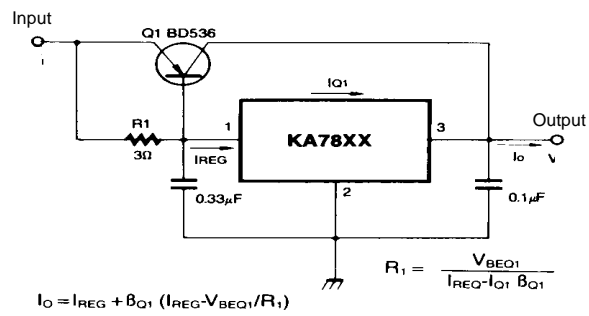 Input
Q1 BD536
IQ1
Output
R1
3Ω
1
KA78XX
3
IREG
IO
V
2
0.33μF
0.1μF
R1 = VBEQ1 / IREQ-IQ1 βQ1
IO = IREG + βQ1 (IREG-VBEQ1/R1)